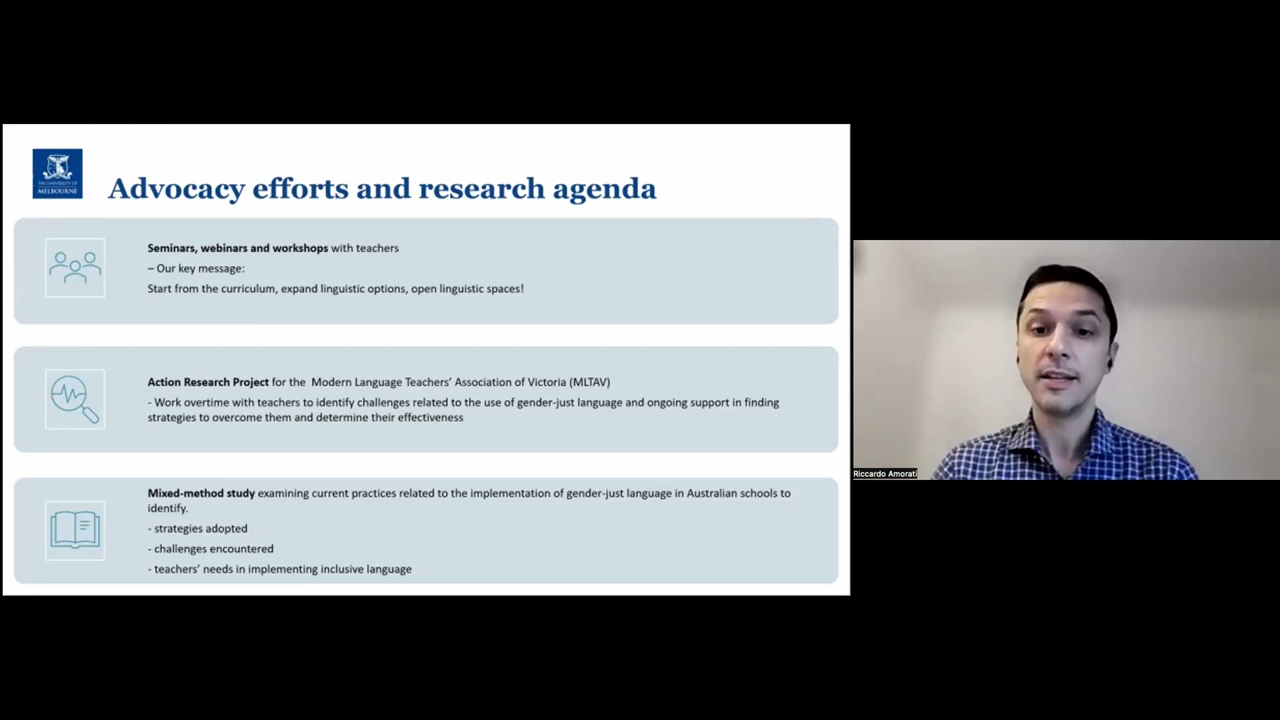 THE UNIVERSITY OF
MELBOURNE
Advocacy efforts and research agenda
Seminars, webinars and workshops with teachers
– Our key message:
Start from the curriculum, expand linguistic options, open linguistic spaces!
Action Research Project for the  Modern Language Teachers' Association of Victoria (MLTAV)
- Work overtime with teachers to identify challenges related to the use of gender-just language and ongoing support in finding
strategies to overcome them and determine their effectiveness
Mixed-method study examining current practices related to the implementation of gender-just language in Australian schools to
identify.
- strategies adopted
- challenges encountered
- teachers' needs in implementing inclusive language
Riccardo Amorati